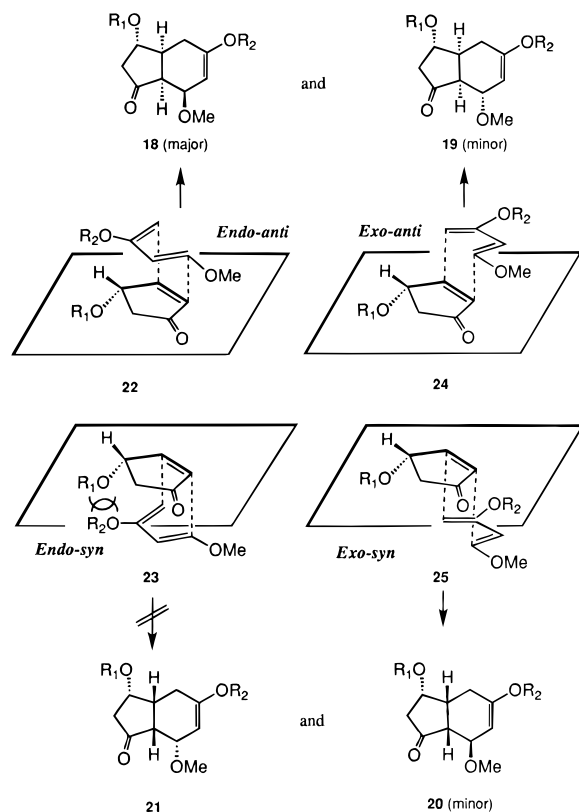 R1O H OR2
O H OMe
18 (major)
and
R1O H OR2
O H OMe
19 (minor)
R2O Endo-anti
OMe
H
R1O
O
22
Exo-anti OR2
OMe
H
R1O
O
24
H
R1O
O
R2O
OMe
Endo-syn
23
H
R1O
O
OR2
OMe
Exo-syn
25
R1O H OR2
O H OMe
21
and
R1O H OR2
O H OMe
20 (minor)